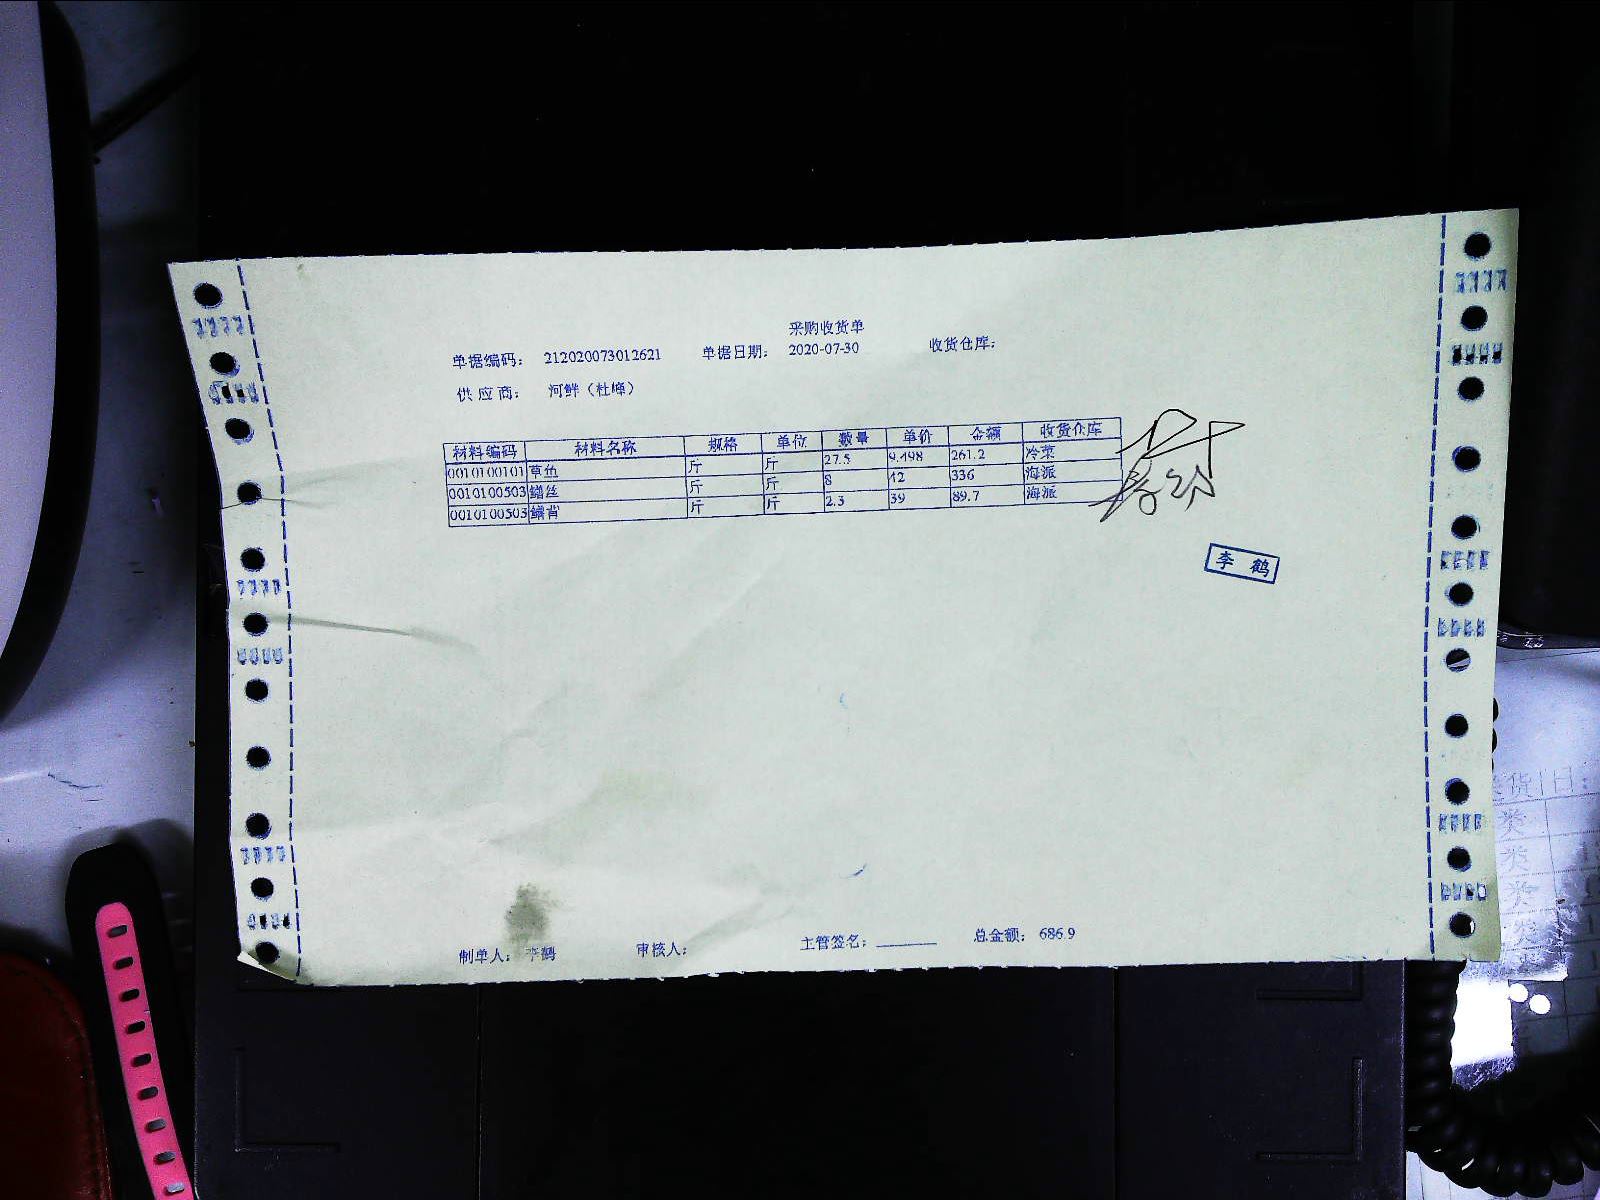 采购收货单
单据编码： 212020073012621 单据日期： 2020-07-30 收货仓库：
供 应 商： 河鲜（杜峰）
材料编码 材料名称 规格 单位 数量 单价 金额 收货仓库
0010100101 草鱼 斤 斤 27.5 9.498 261.2 冷菜
0010100503 鳝丝 斤 斤 8 42 336 海派
0010100503 鳝背 斤 斤 2.3 39 89.7 海派
李 鹤
制单人： 李鹤 审核人： 主管签名： 总金额： 686.9